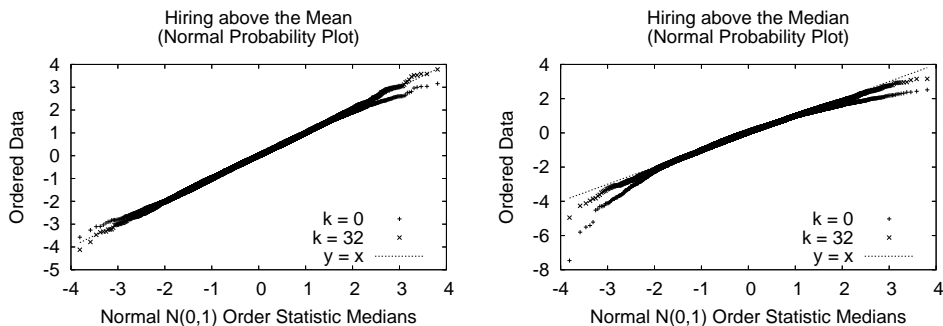 Hiring above the Mean
(Normal Probability Plot)
4
3
2
1
0
-1
-2
-3
-4
-5
Ordered Data
k = 0
k = 32
y = x
-4 -3 -2 -1 0 1 2 3 4
Normal N(0,1) Order Statistic Medians
Hiring above the Median
(Normal Probability Plot)
4
2
0
-2
-4
-6
-8
Ordered Data
k = 0
k = 32
y = x
-4 -3 -2 -1 0 1 2 3 4
Normal N(0,1) Order Statistic Medians